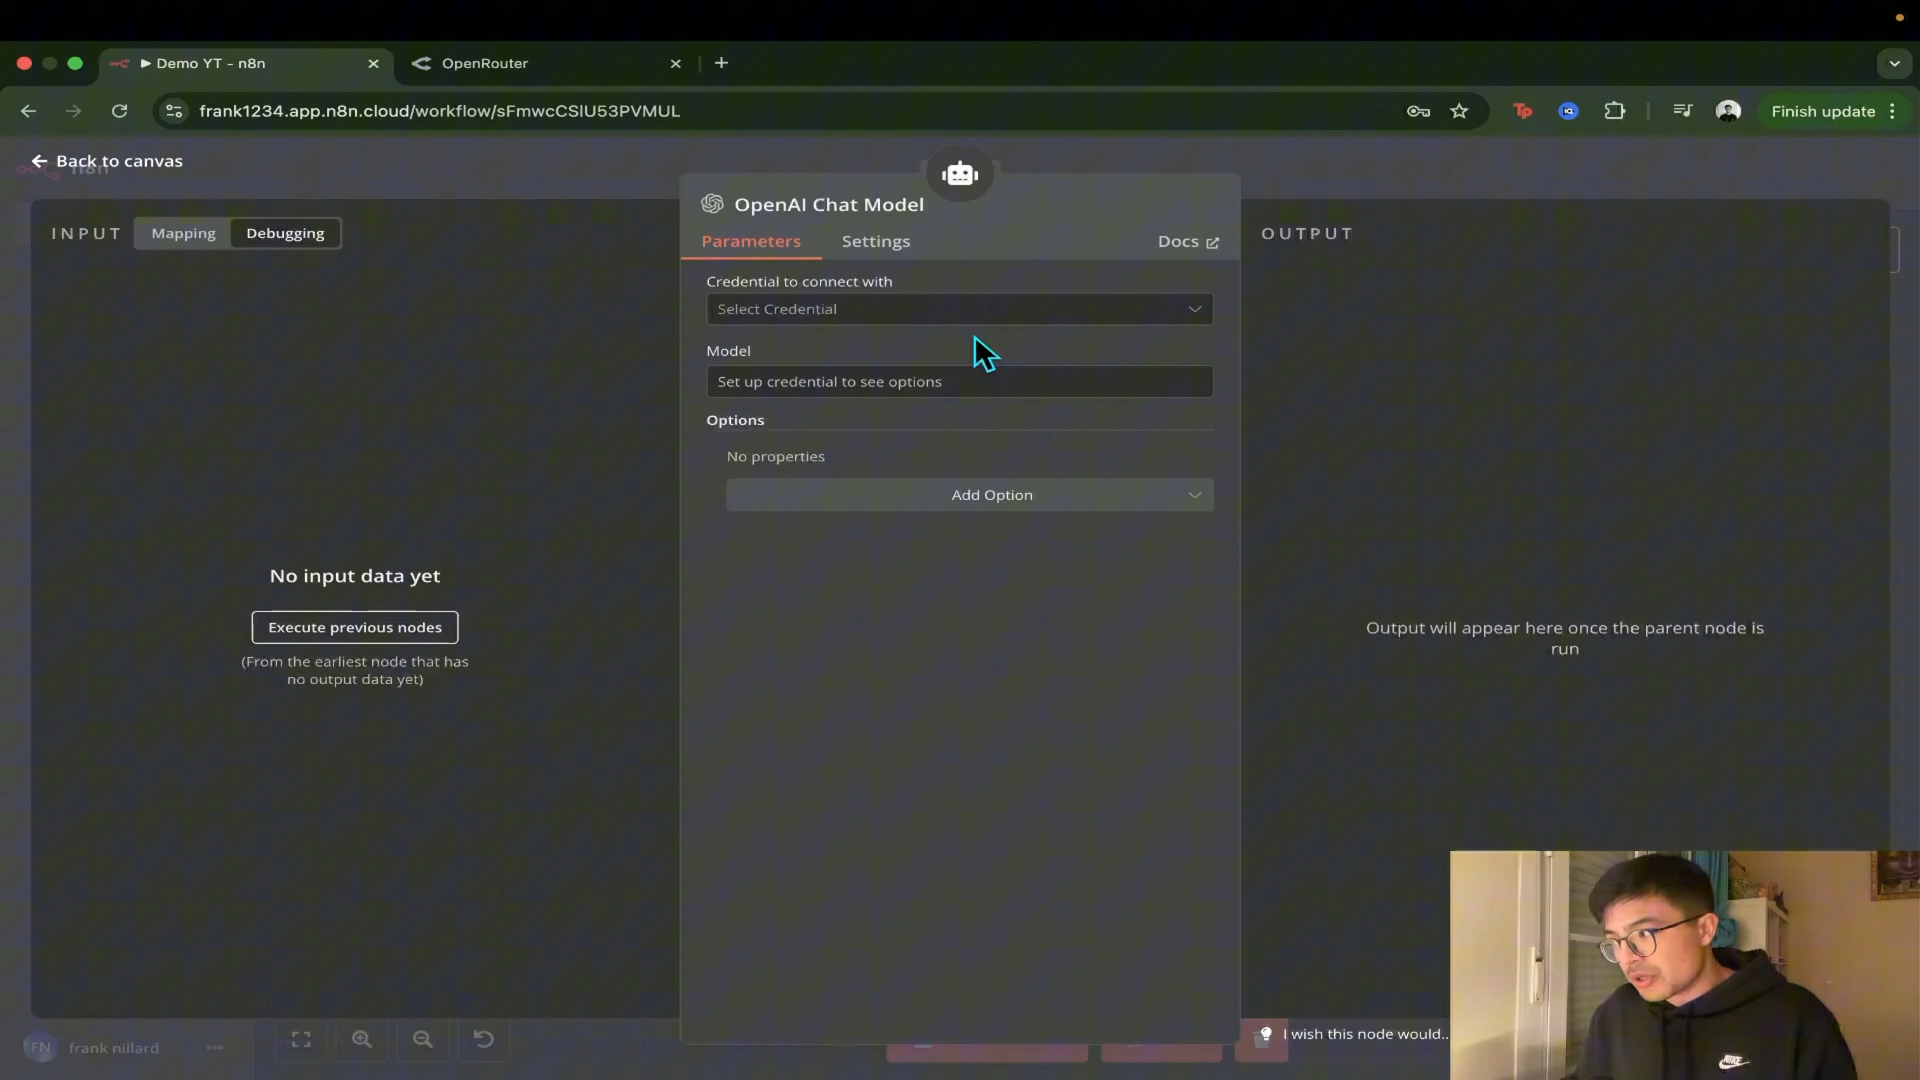 Demo YT - n8n
OpenRouter
frank1234.app.n8n.cloud/workflow/sFmwcCSlU53PVMUL
Tp
IQ
Finish update
Back to canvas
n8n
INPUT
Mapping
Debugging
OpenAI Chat Model
Parameters
Settings
Docs
OUTPUT
Credential to connect with
Select Credential
Model
Set up credential to see options
Options
No properties
Add Option
No input data yet
Execute previous nodes
(From the earliest node that has
no output data yet)
Output will appear here once the parent node is
run
FN
frank nillard
I wish this node would..
NIKE